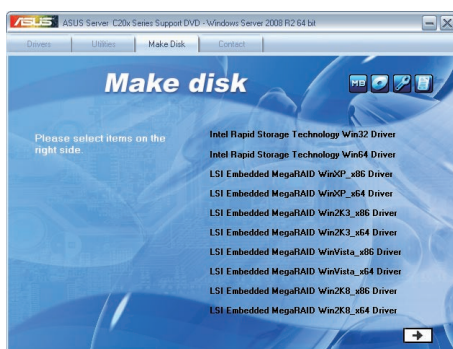 ASUS ASUS Server C20x Series Support DVD - Windows Server 2008 R2 64 bit
Drivers Utilities Make Disk Contact
Make disk
MB
Please select items on the
right side.
Intel Rapid Storage Technology Win32 Driver
Intel Rapid Storage Technology Win64 Driver
LSI Embedded MegaRAID WinXP_x86 Driver
LSI Embedded MegaRAID WinXP_x64 Driver
LSI Embedded MegaRAID Win2K3_x86 Driver
LSI Embedded MegaRAID Win2K3_x64 Driver
LSI Embedded MegaRAID WinVista_x86 Driver
LSI Embedded MegaRAID WinVista_x64 Driver
LSI Embedded MegaRAID Win2K8_x86 Driver
LSI Embedded MegaRAID Win2K8_x64 Driver